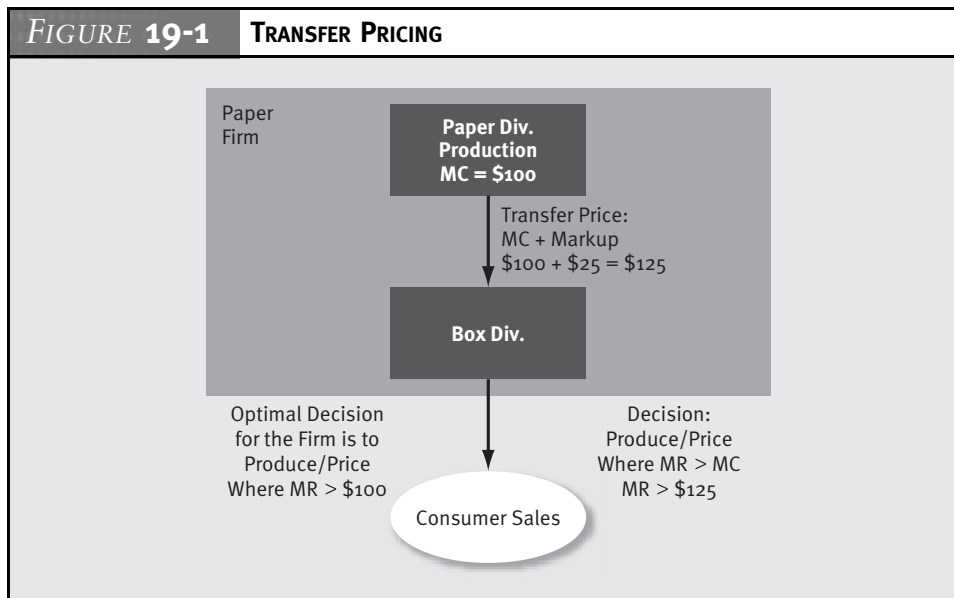 FIGURE 19-1 TRANSFER PRICING
Paper
Firm
Paper Div.
Production
MC = $100
Transfer Price:
MC + Markup
$100 + $25 = $125
Box Div.
Optimal Decision
for the Firm is to
Produce/Price
Where MR > $100
Decision:
Produce/Price
Where MR > MC
MR > $125
Consumer Sales